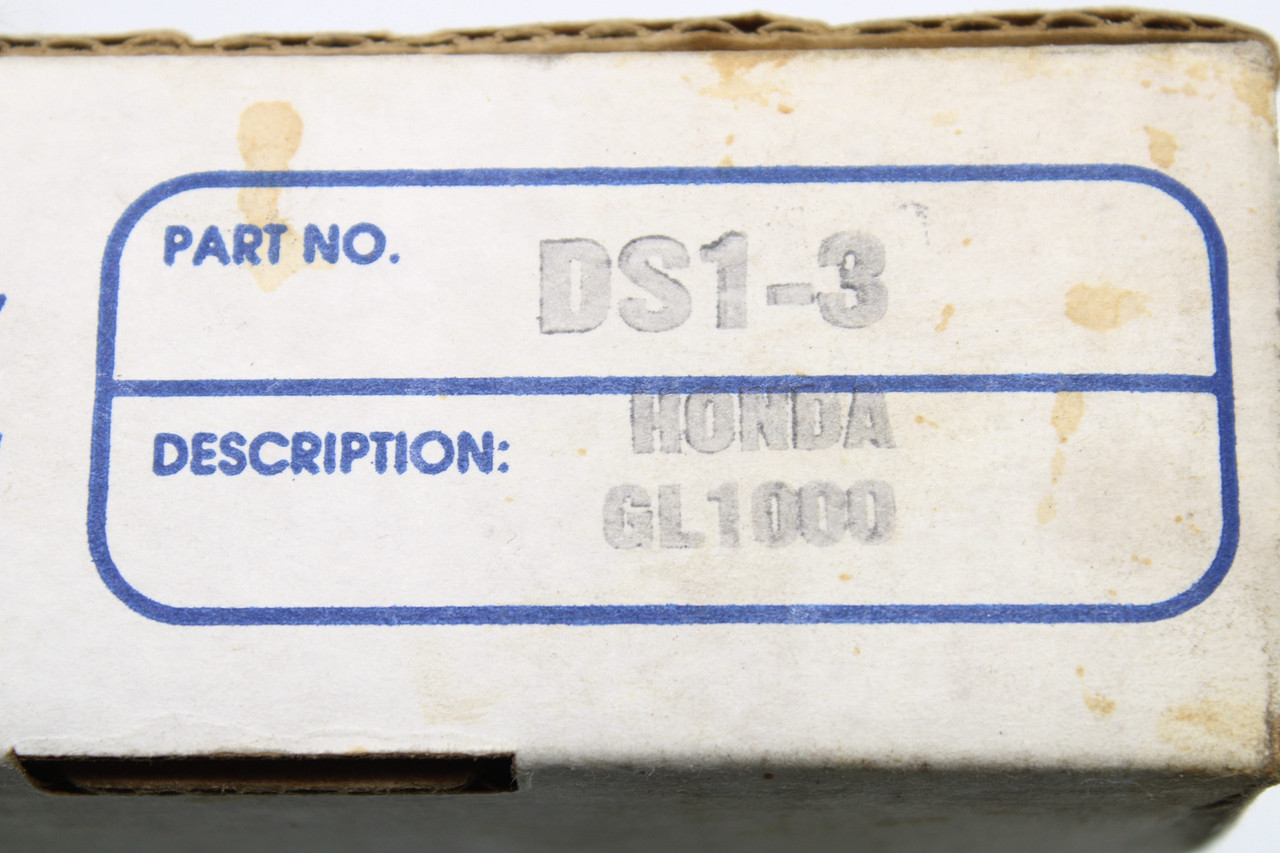 PART NO. DS1-3
DESCRIPTION: HONDA
GL1000